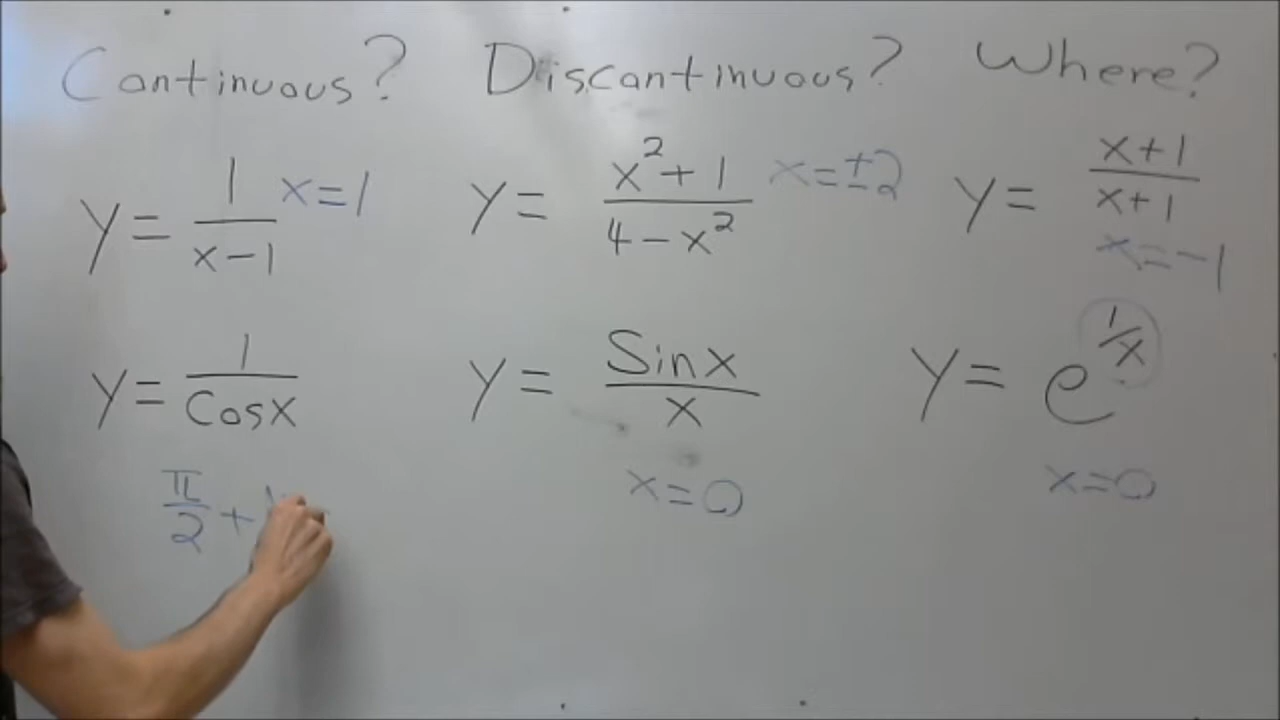 Continuous? Discontinuous? Where?
y = 1/(x-1) x=1
y = (x²+1)/(4-x²) x=±2
y = (x+1)/(x+1)
x=-1
y = 1/Cosx
y = Sinx/x
y = e^(1/x)
π/2 +
x=0
x=0